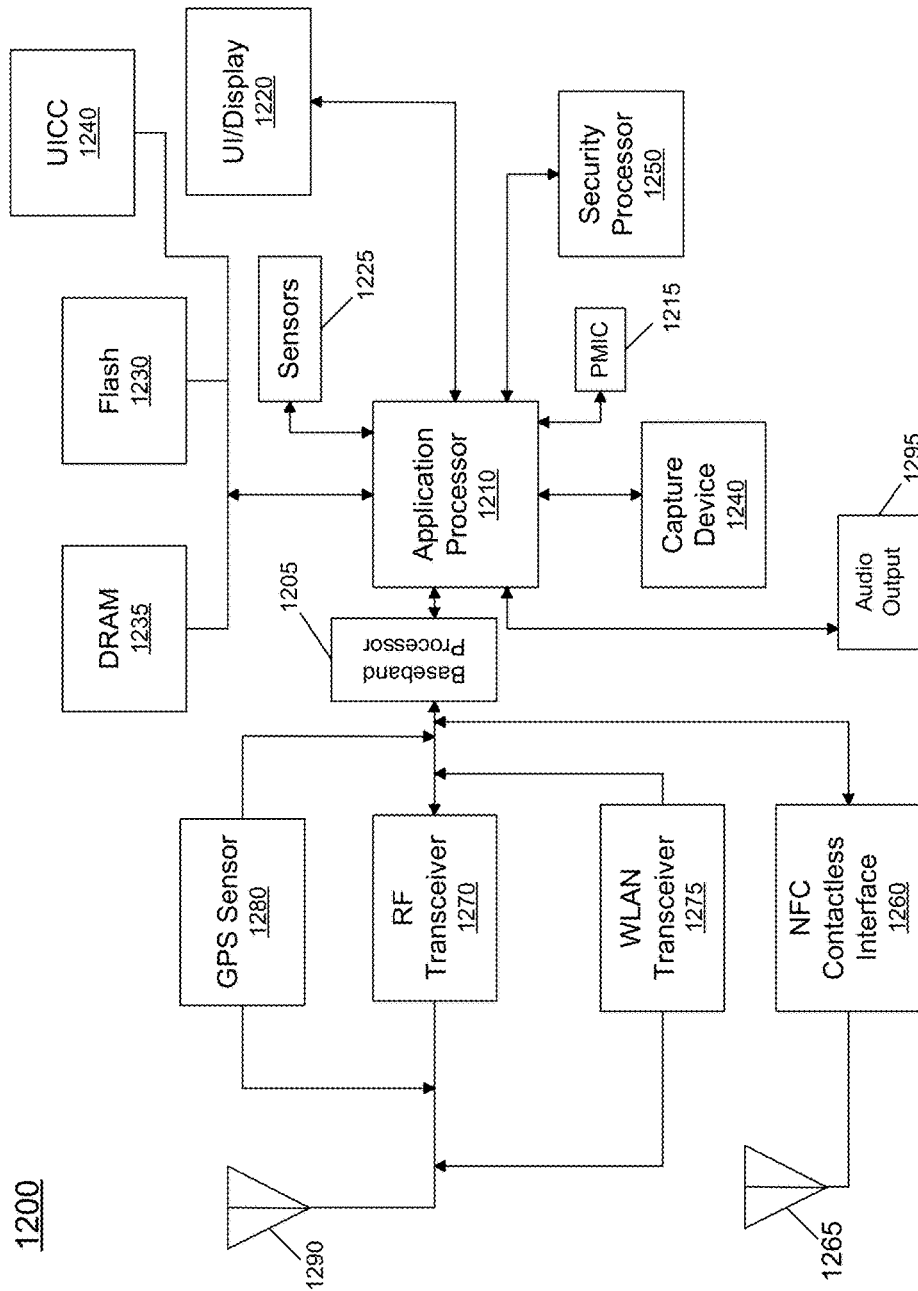 1200
UICC
1240
DRAM
1235
Flash
1230
UI/Display
1220
GPS Sensor
1280
1290
1205
Sensors
1225
RF
Transceiver
1270
Baseband
Processor
Application
Processor
1210
Security
Processor
1250
PMIC
1215
WLAN
Transceiver
1275
Capture
Device
1240
1265
NFC
Contactless
Interface
1260
Audio
Output
1295